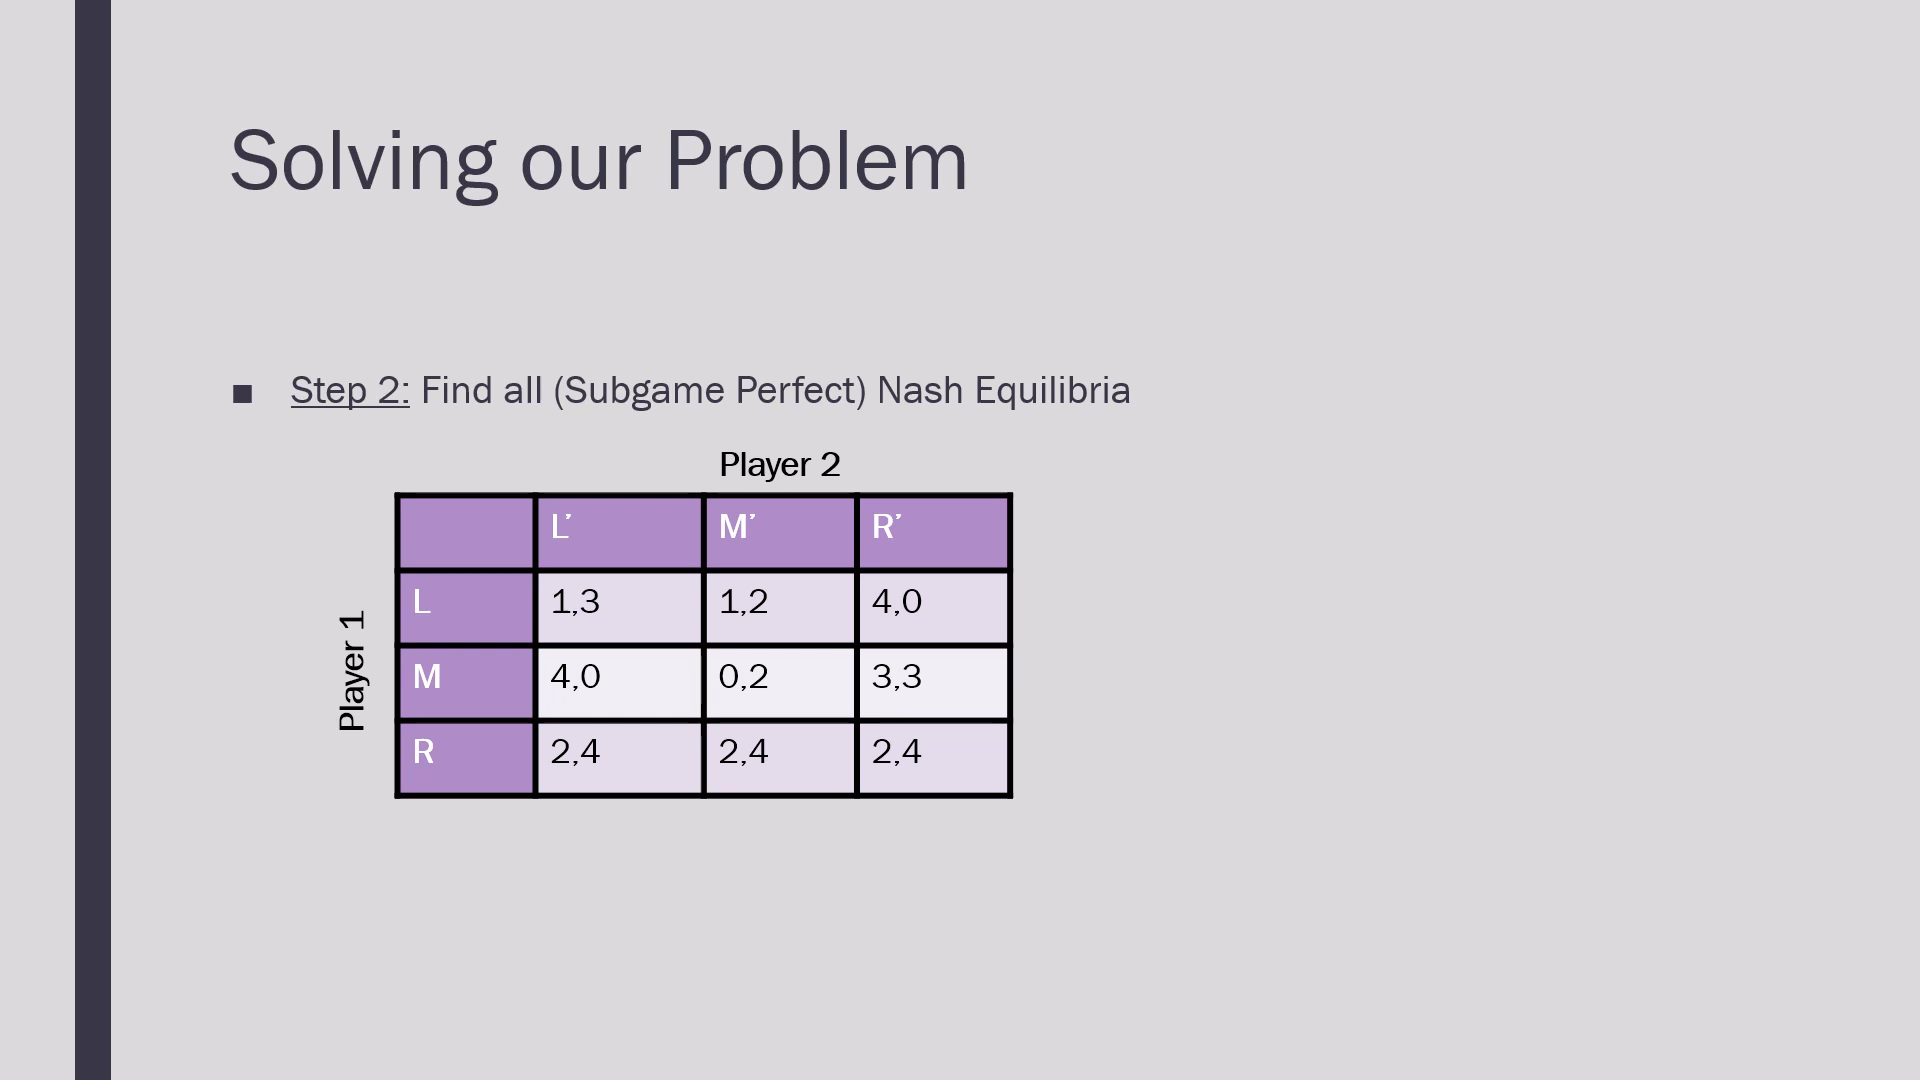 Solving our Problem
■ Step 2: Find all (Subgame Perfect) Nash Equilibria
Player 2
L’ M’ R’
Player 1
L 1,3 1,2 4,0
M 4,0 0,2 3,3
R 2,4 2,4 2,4